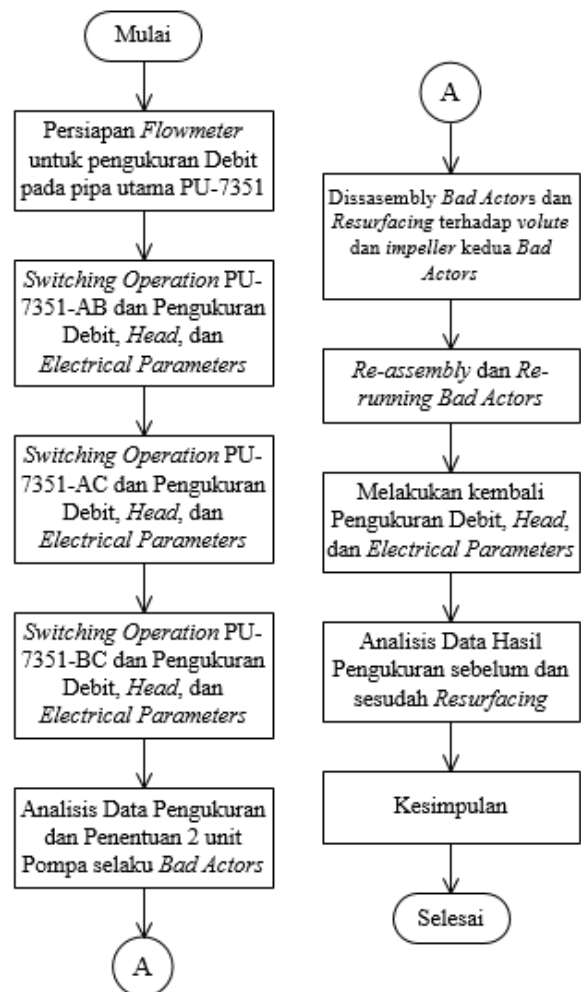 Mulai
Persiapan Flowmeter
untuk pengukuran Debit
pada pipa utama PU-7351
Switching Operation PU-
7351-AB dan Pengukuran
Debit, Head, dan
Electrical Parameters
Switching Operation PU-
7351-AC dan Pengukuran
Debit, Head, dan
Electrical Parameters
Switching Operation PU-
7351-BC dan Pengukuran
Debit, Head, dan
Electrical Parameters
Analisis Data Pengukuran
dan Penentuan 2 unit
Pompa selaku Bad Actors
A
A
Dissasembly Bad Actors dan
Resurfacing terhadap volute
dan impeller kedua Bad
Actors
Re-assembly dan Re-
running Bad Actors
Melakukan kembali
Pengukuran Debit, Head,
dan Electrical Parameters
Analisis Data Hasil
Pengukuran sebelum dan
sesudah Resurfacing
Kesimpulan
Selesai